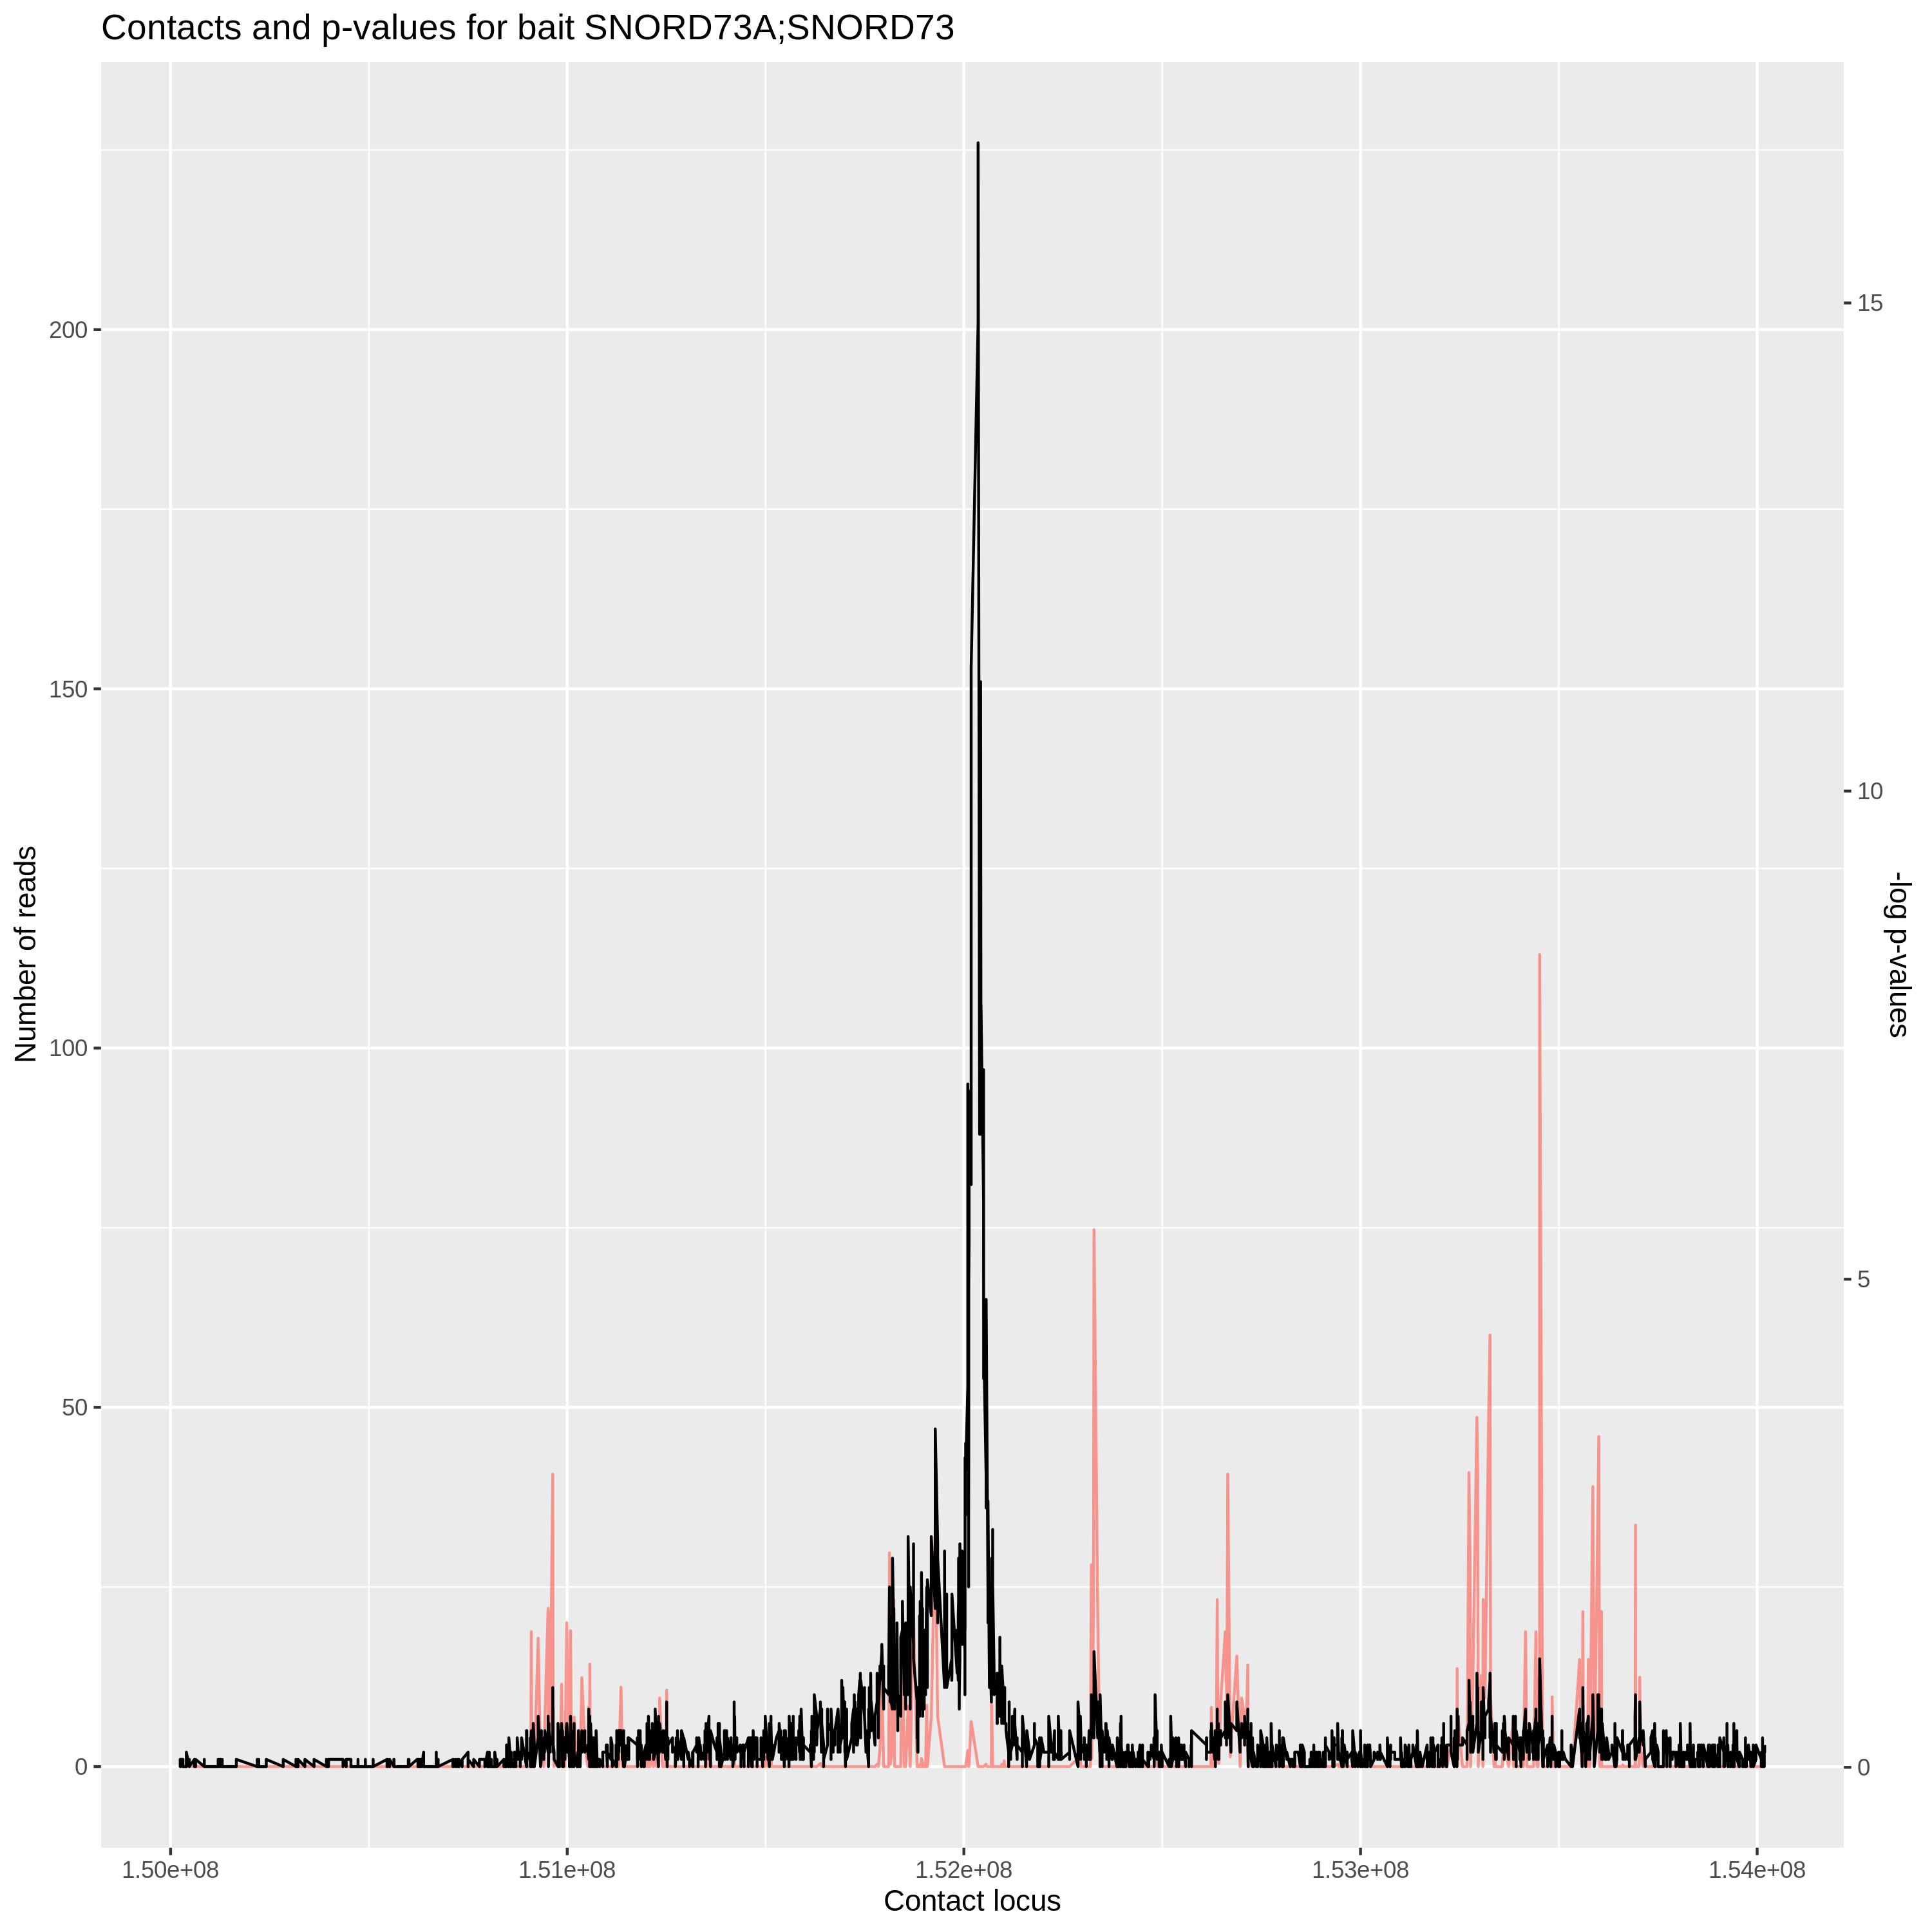 Contacts and p-values for bait SNORD73A;SNORD73
Number of reads
200
150
100
50
0
15
10
5
0
-log p-values
1.50e+08
1.51e+08
1.52e+08
1.53e+08
1.54e+08
Contact locus